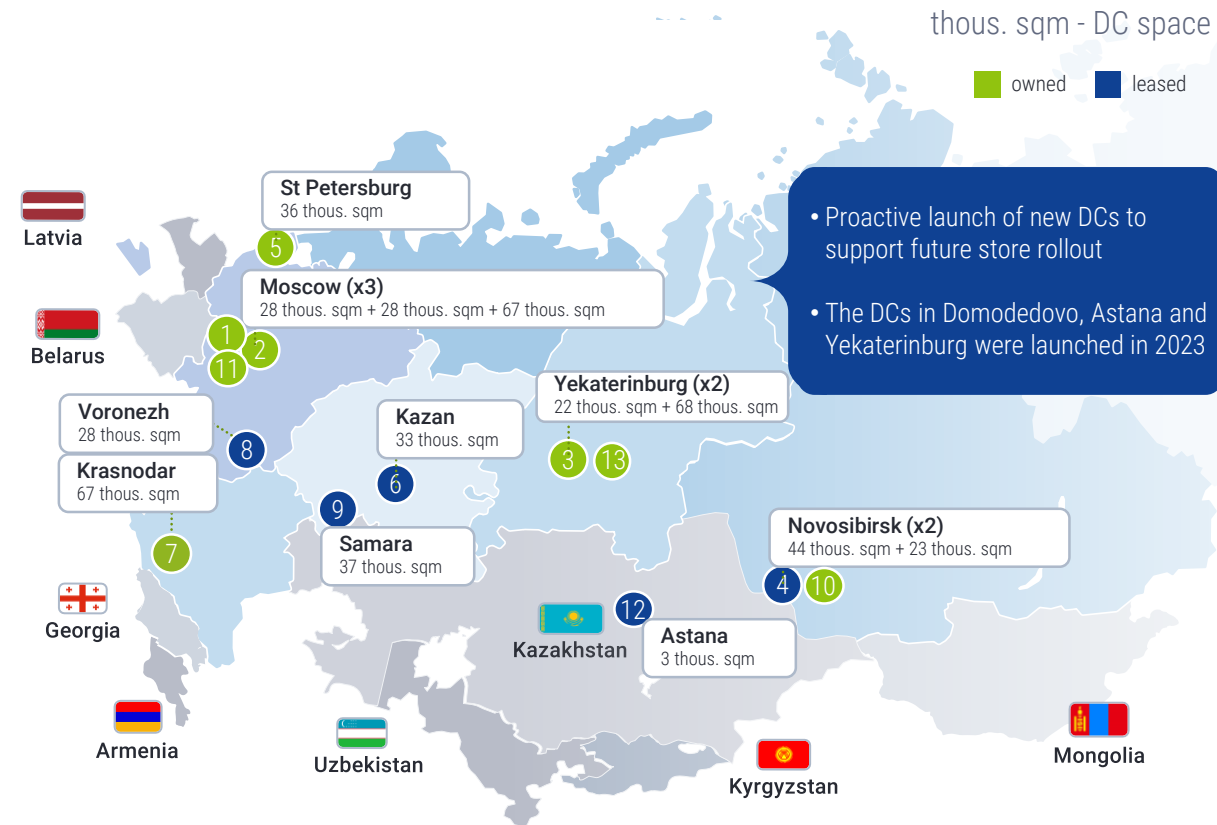 thous. sqm - DC space
owned
leased
St Petersburg
36 thous. sqm
Latvia
• Proactive launch of new DCs to
support future store rollout
• The DCs in Domodedovo, Astana and
Yekaterinburg were launched in 2023
5
Moscow (x3)
28 thous. sqm + 28 thous. sqm + 67 thous. sqm
Belarus
1
2
11
Yekaterinburg (x2)
22 thous. sqm + 68 thous. sqm
Voronezh
28 thous. sqm
Kazan
33 thous. sqm
8
3
13
Krasnodar
67 thous. sqm
6
9
Novosibirsk (x2)
44 thous. sqm + 23 thous. sqm
Samara
37 thous. sqm
7
4
10
Georgia
12
Kazakhstan
Astana
3 thous. sqm
Armenia
Uzbekistan
Kyrgyzstan
Mongolia